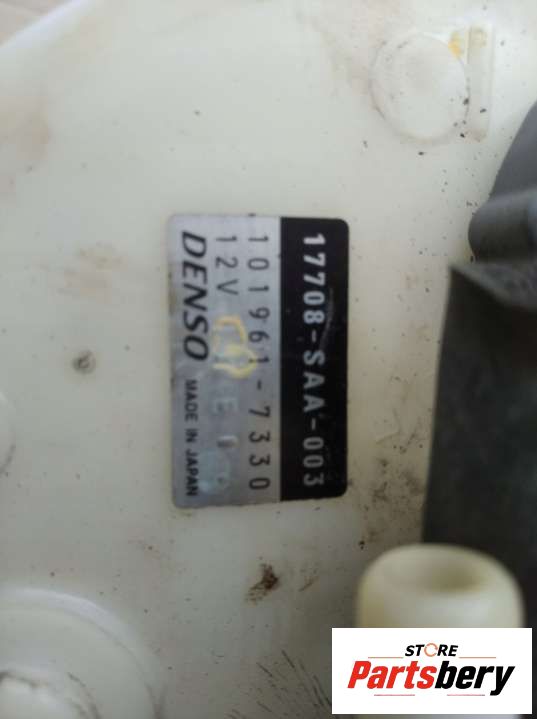 17708-SAA-003
101961-7330
12V
DENSO MADE IN JAPAN
STORE
Partsbery